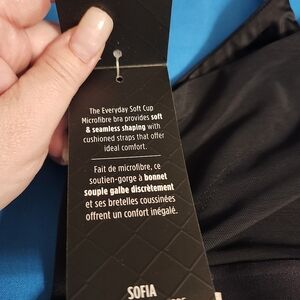 The Everyday Soft Cup
Microfibre bra provides soft
& seamless shaping with
cushioned straps that offer
ideal comfort.
Fait de microfibre, ce
soutien-gorge à bonnet
souple galbe discrètement
et ses bretelles coussinées
offrent un confort inégalé.
SOFIA